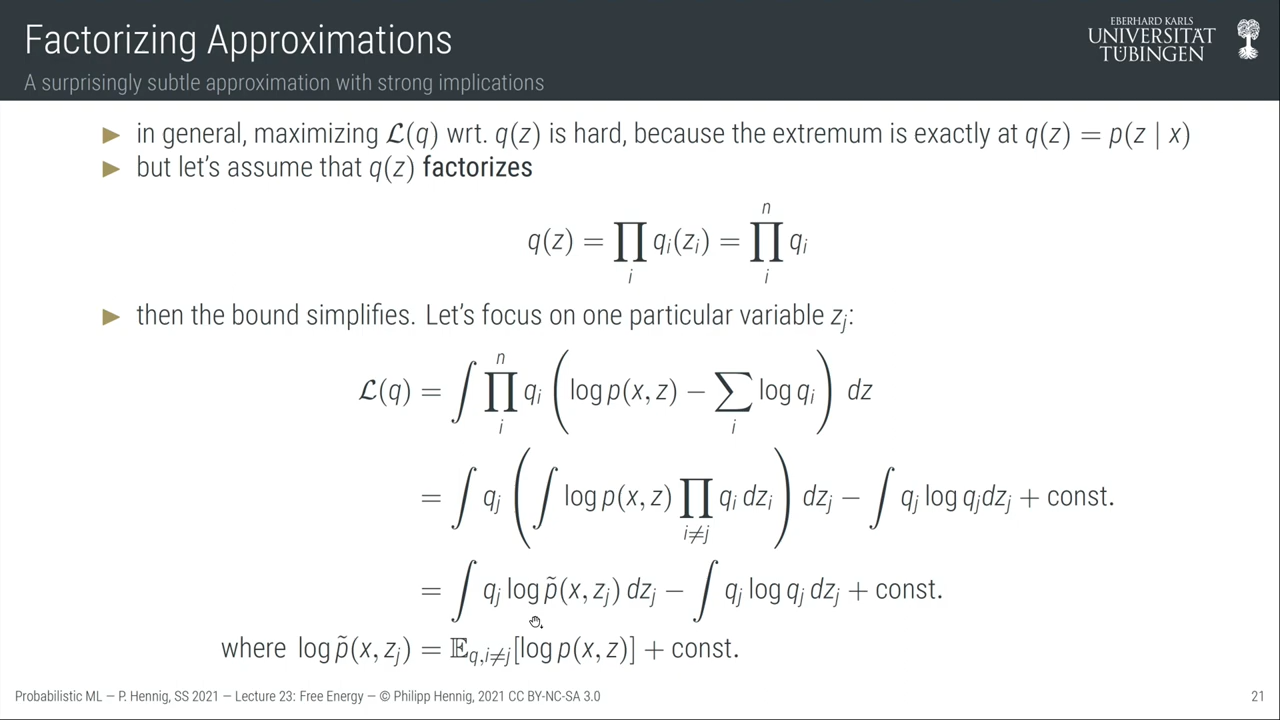 Factorizing Approximations
A surprisingly subtle approximation with strong implications
EBERHARD KARLS
UNIVERSITÄT
TÜBINGEN
▶ in general, maximizing ℒ(q) wrt. q(z) is hard, because the extremum is exactly at q(z) = p(z | x)
▶ but let's assume that q(z) factorizes
q(z) = ∏_i q_i(z_i) = ∏_i^n q_i
▶ then the bound simplifies. Let's focus on one particular variable z_j:
ℒ(q) = ∫ ∏_i^n q_i (log p(x, z) − ∑_i log q_i) dz
= ∫ q_j (∫ log p(x, z) ∏_{i≠j} q_i dz_i) dz_j − ∫ q_j log q_j dz_j + const.
= ∫ q_j log p̃(x, z_j) dz_j − ∫ q_j log q_j dz_j + const.
where log p̃(x, z_j) = 𝔼_{q,i≠j}[log p(x, z)] + const.
Probabilistic ML — P. Hennig, SS 2021 — Lecture 23: Free Energy — © Philipp Hennig, 2021 CC BY-NC-SA 3.0
21